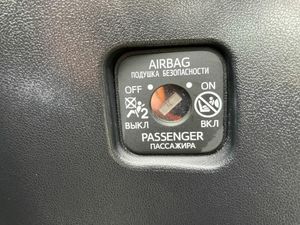 AIRBAG
ПОДУШКА БЕЗОПАСНОСТИ
OFF ON
2
ВЫКЛ ВКЛ
PASSENGER
ПАССАЖИРА